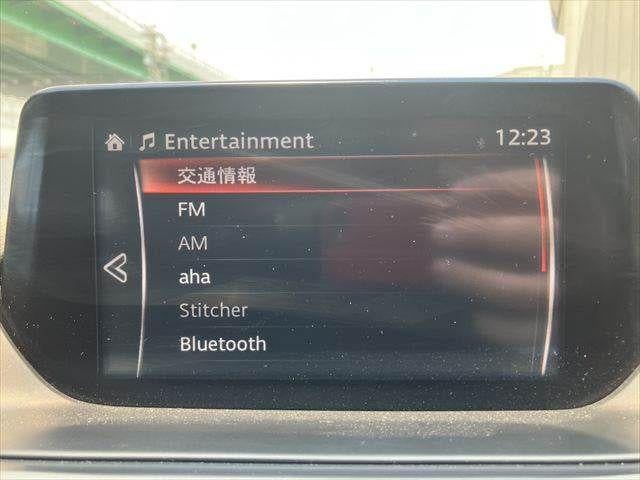 Entertainment 12:23
交通情報
FM
AM
aha
Stitcher
Bluetooth